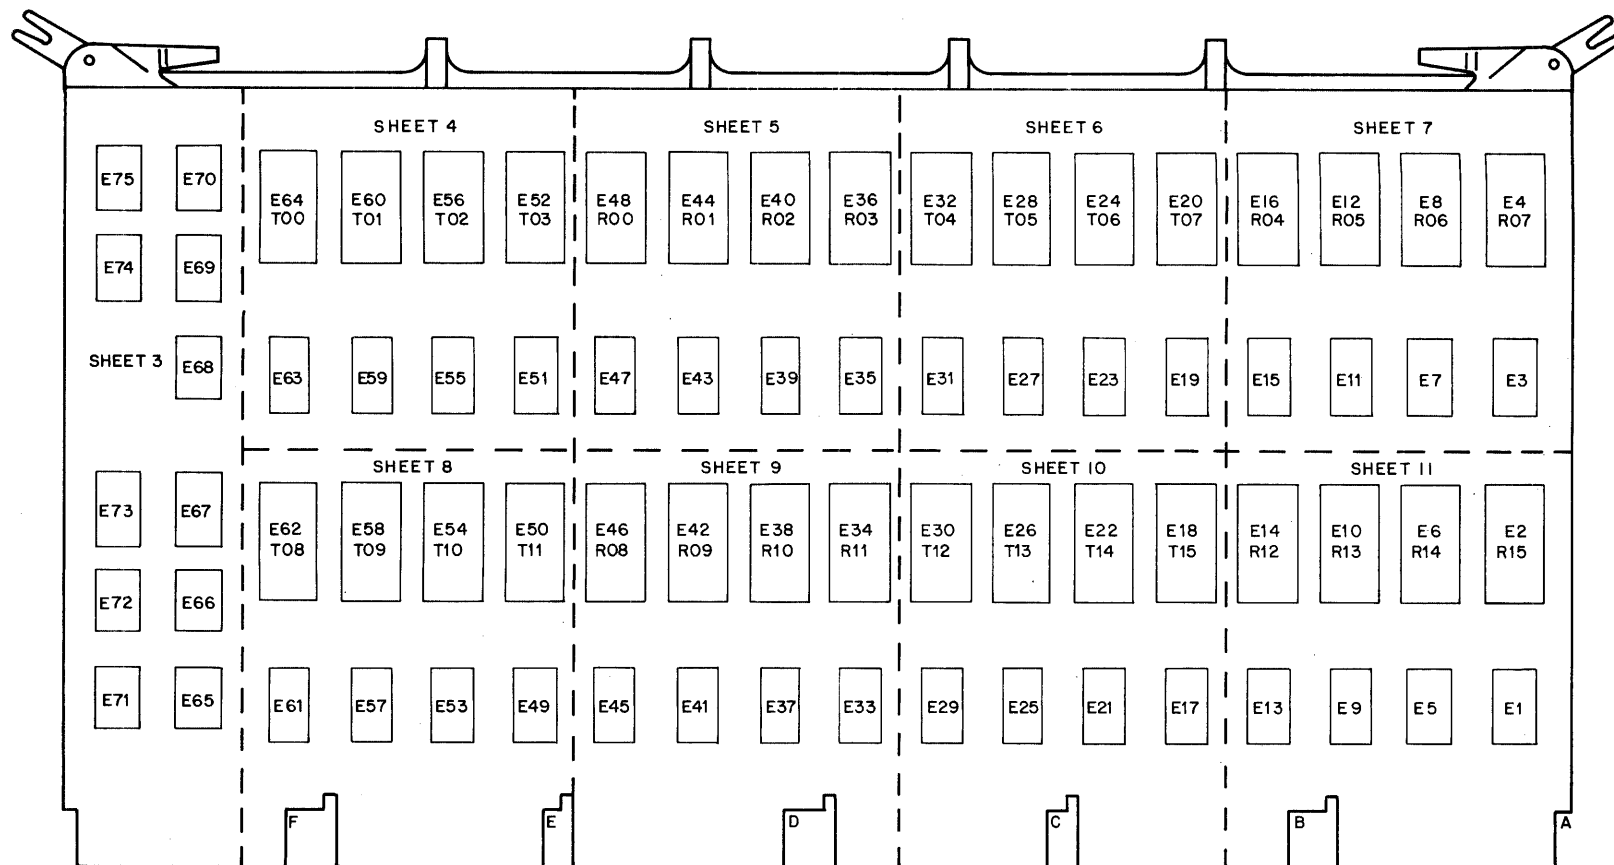 SHEET 4 SHEET 5 SHEET 6 SHEET 7
E75 E70
E64 E60 E56 E52 E48 E44 E40 E36 E32 E28 E24 E20 E16 E12 E8 E4
T00 T01 T02 T03 R00 R01 R02 R03 T04 T05 T06 T07 R04 R05 R06 R07
E74 E69
SHEET 3 E68
E63 E59 E55 E51 E47 E43 E39 E35 E31 E27 E23 E19 E15 E11 E7 E3
SHEET 8 SHEET 9 SHEET 10 SHEET 11
E73 E67
E62 E58 E54 E50 E46 E42 E38 E34 E30 E26 E22 E18 E14 E10 E6 E2
T08 T09 T10 T11 R08 R09 R10 R11 T12 T13 T14 T15 R12 R13 R14 R15
E72 E66
E71 E65 E61 E57 E53 E49 E45 E41 E37 E33 E29 E25 E21 E17 E13 E9 E5 E1
F E D C B A